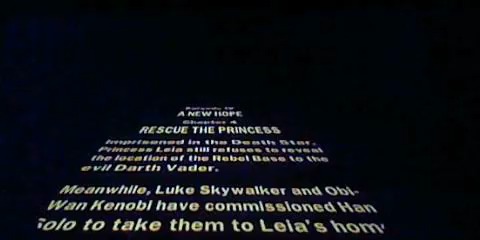 Episode IV
A NEW HOPE
Chapter 4
RESCUE THE PRINCESS
Imprisoned in the Death Star,
Princess Leia still refuses to reveal
the location of the Rebel Base to the
evil Darth Vader.
Meanwhile, Luke Skywalker and Obi-
Wan Kenobi have commissioned Han
Solo to take them to Leia's hom